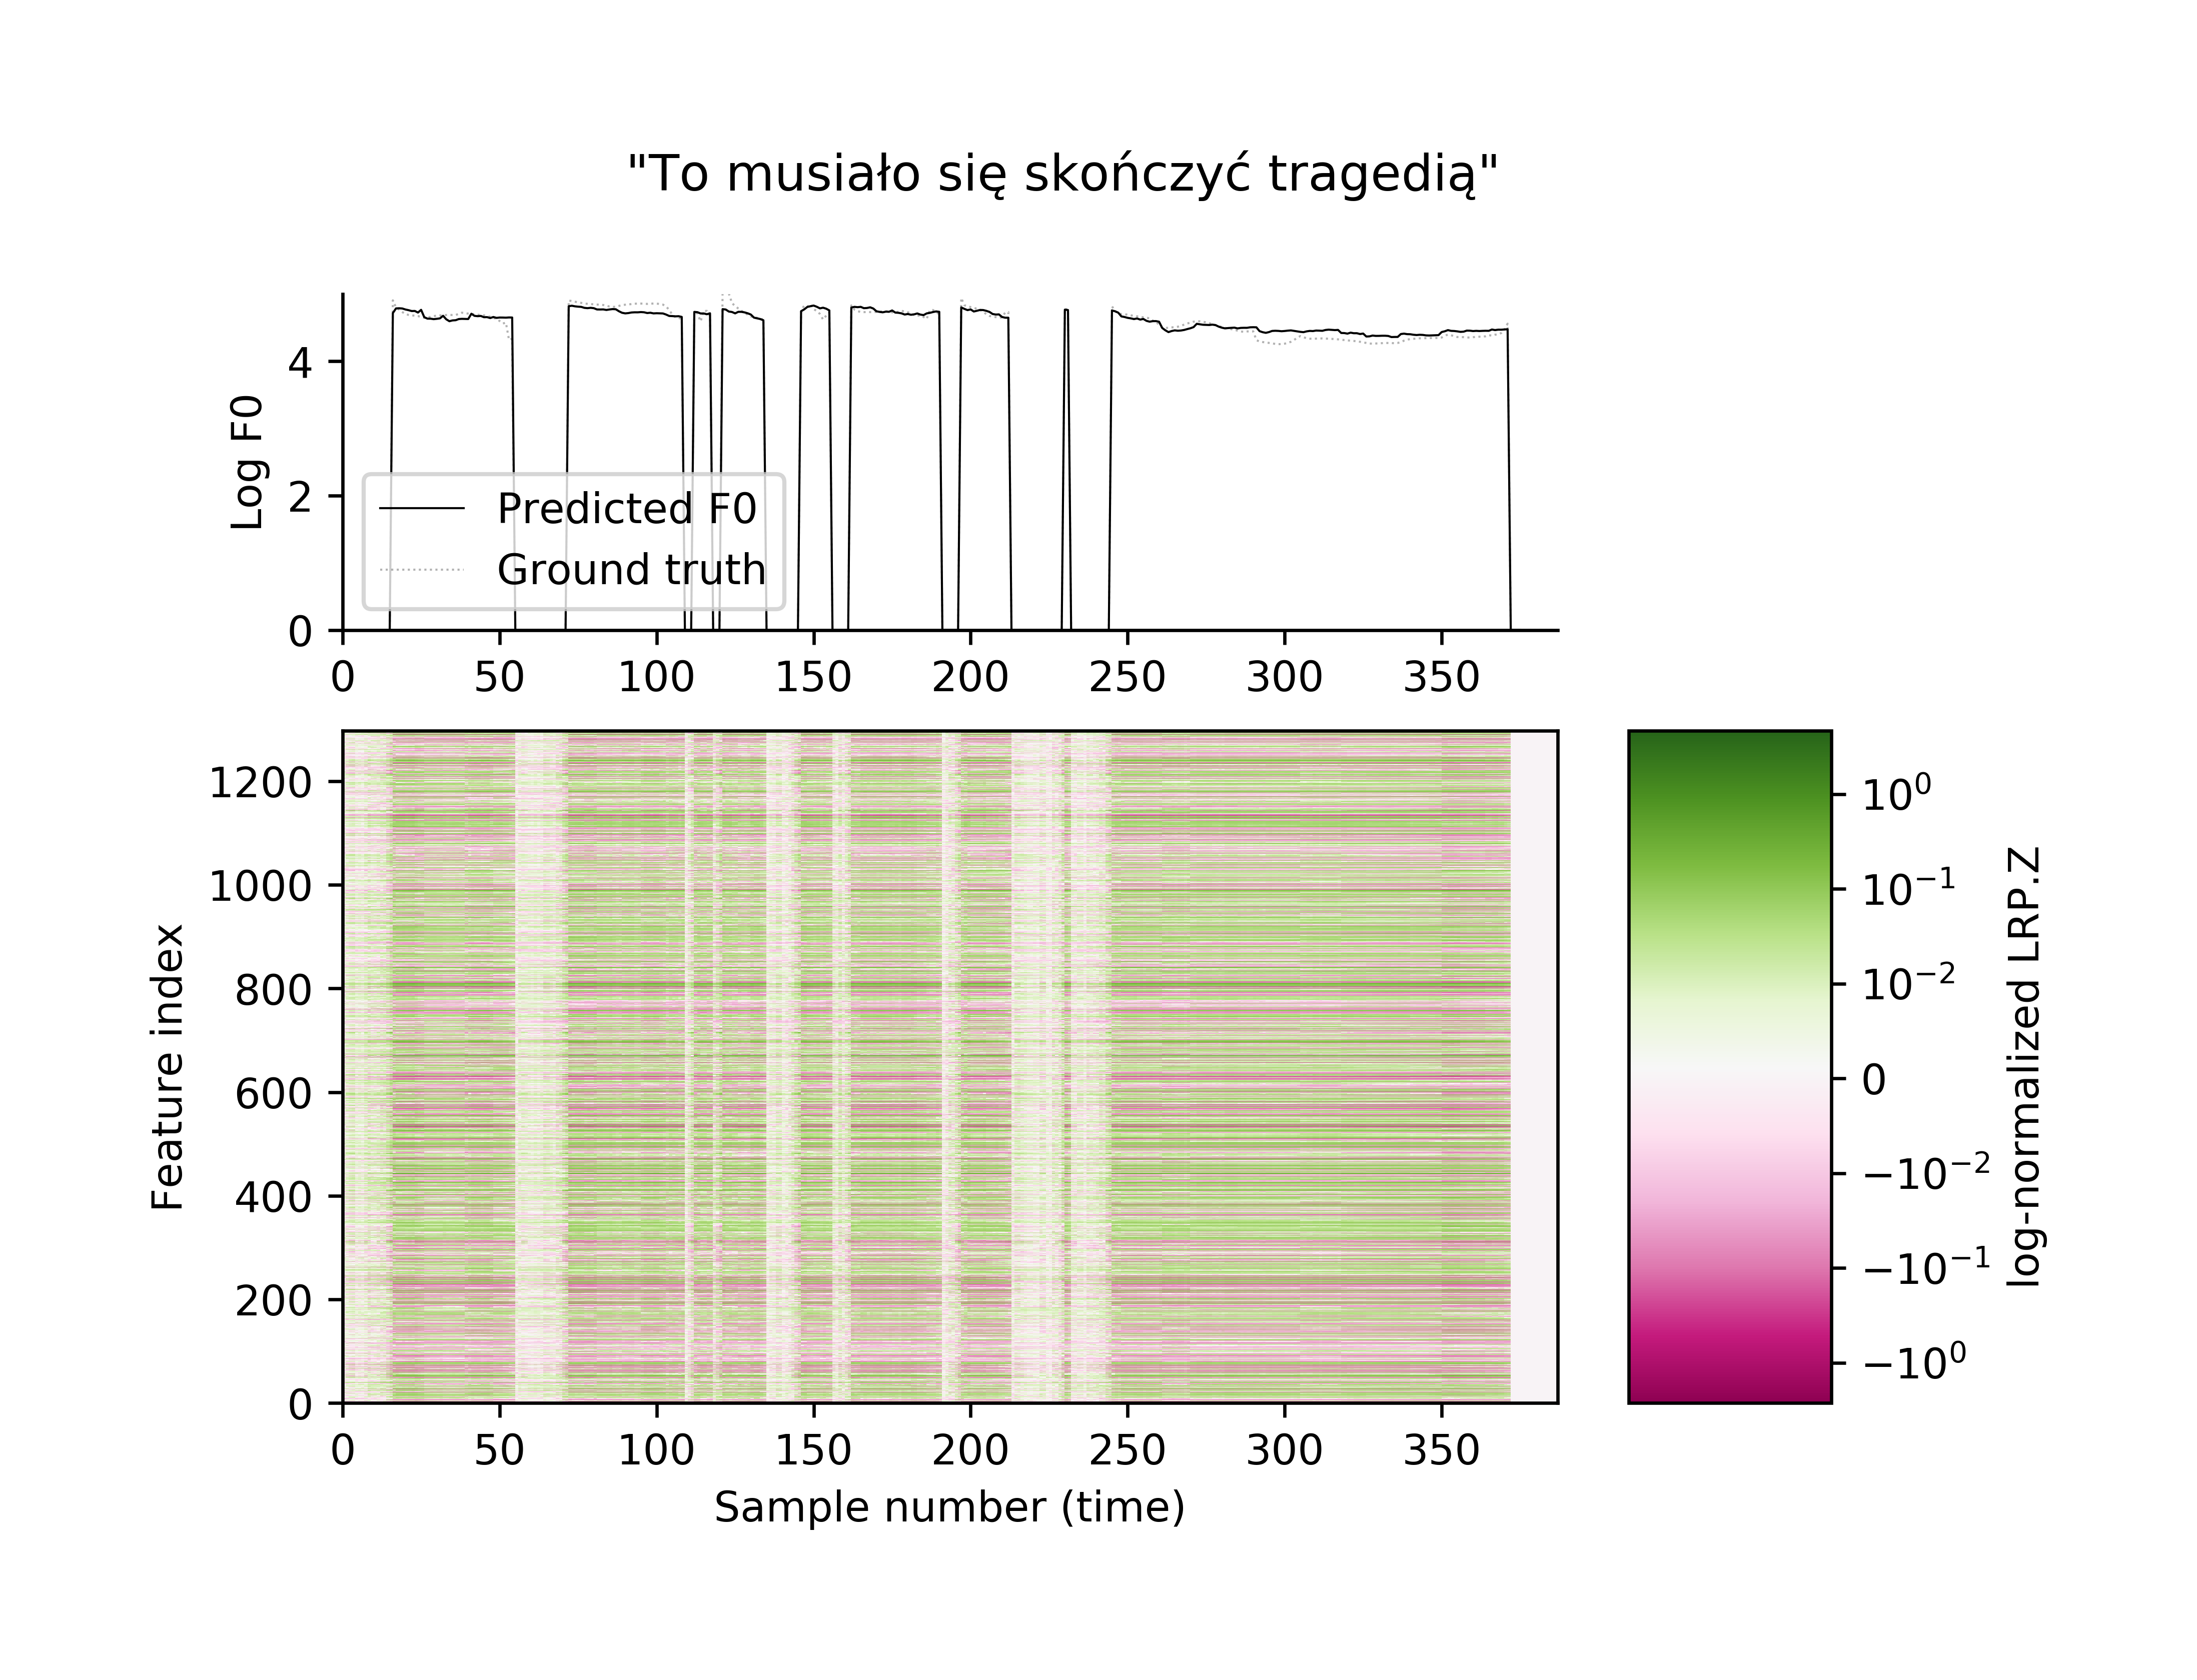 "To musiało się skończyć tragedią"
Log F0
4
2
0
Predicted F0
Ground truth
0 50 100 150 200 250 300 350
Feature index
1200
1000
800
600
400
200
0
0 50 100 150 200 250 300 350
Sample number (time)
10⁰
10⁻¹
10⁻²
0
−10⁻²
−10⁻¹
−10⁰
log-normalized LRP.Z